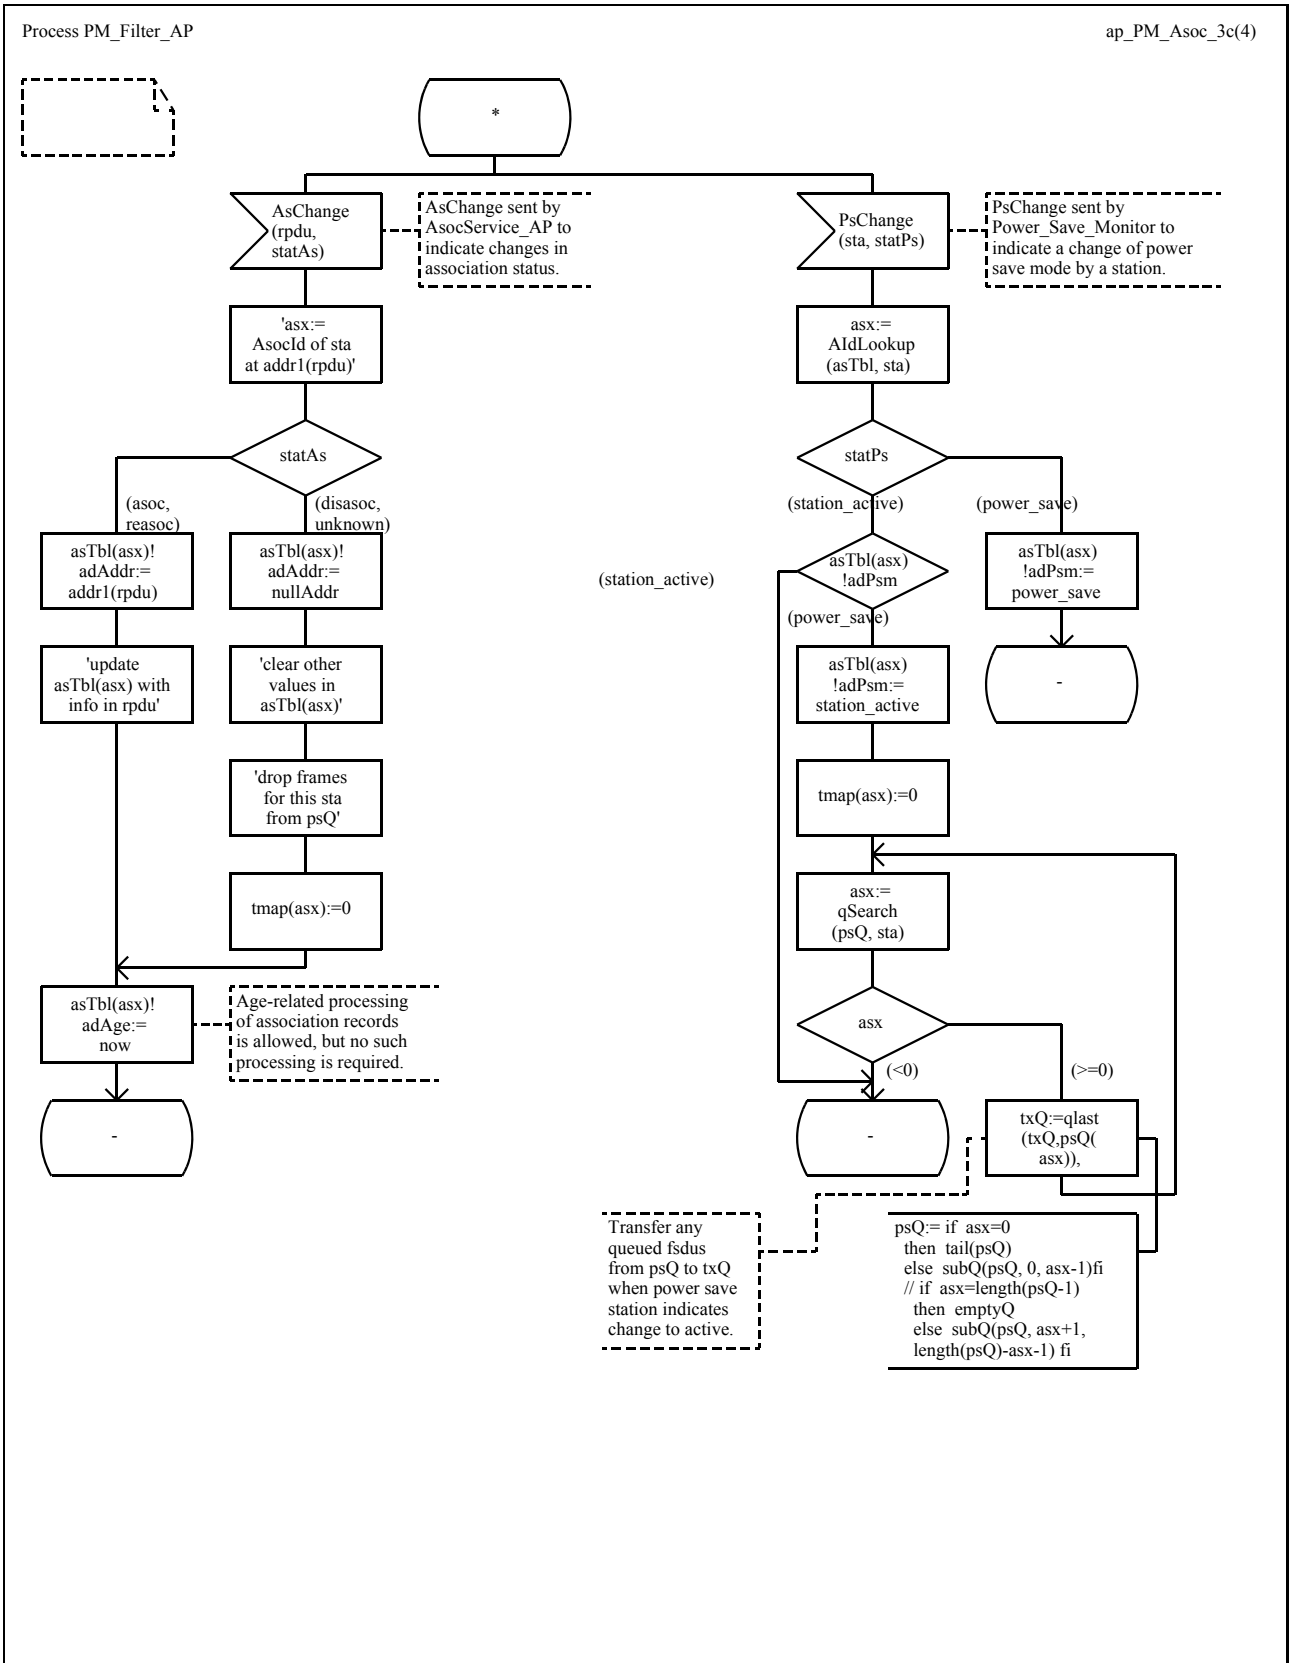 Process PM_Filter_AP
ap_PM_Asoc_3c(4)
*
AsChange
(rpdu,
statAs)
AsChange sent by
AsocService_AP to
indicate changes in
association status.
'asx:=
AsocId of sta
at addr1(rpdu)'
statAs
(asoc,
reasoc)
(disasoc,
unknown)
asTbl(asx)!
adAddr:=
addr1(rpdu)
'update
asTbl(asx) with
info in rpdu'
asTbl(asx)!
adAddr:=
nullAddr
'clear other
values in
asTbl(asx)'
'drop frames
for this sta
from psQ'
tmap(asx):=0
asTbl(asx)!
adAge:=
now
Age-related processing
of association records
is allowed, but no such
processing is required.
-
PsChange
(sta, statPs)
PsChange sent by
Power_Save_Monitor to
indicate a change of power
save mode by a station.
asx:=
AIdLookup
(asTbl, sta)
statPs
(station_active)
(power_save)
asTbl(asx)
!adPsm
(station_active)
(power_save)
asTbl(asx)
!adPsm:=
power_save
-
asTbl(asx)
!adPsm:=
station_active
tmap(asx):=0
asx:=
qSearch
(psQ, sta)
asx
(<0)
(>=0)
-
txQ:=qlast
(txQ,psQ(
asx)),
Transfer any
queued fsdus
from psQ to txQ
when power save
station indicates
change to active.
psQ:= if asx=0
then tail(psQ)
else subQ(psQ, 0, asx-1)fi
// if asx=length(psQ-1)
then emptyQ
else subQ(psQ, asx+1,
length(psQ)-asx-1) fi